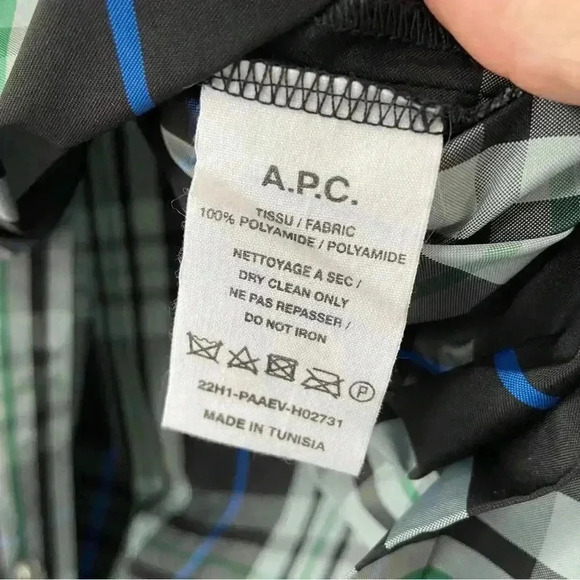 A.P.C.
TISSU / FABRIC
100% POLYAMIDE / POLYAMIDE
NETTOYAGE A SEC /
DRY CLEAN ONLY
NE PAS REPASSER /
DO NOT IRON
P
22H1-PAAEV-H02731
MADE IN TUNISIA